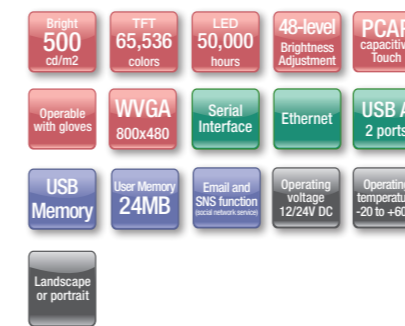 Bright
500
cd/m2
TFT
65,536
colors
LED
50,000
hours
48-level
Brightness
Adjustment
PCAP
capacitiv
Touch
Operable
with gloves
WVGA
800x480
Serial
Interface
Ethernet
USB A
2 ports
USB
Memory
User Memory
24MB
Email and
SNS function
(social network service)
Operating
voltage
12/24V DC
Operating
temperatu
-20 to +60
Landscape
or portrait